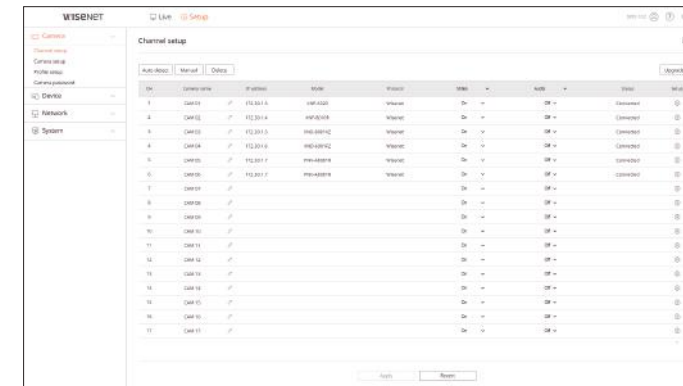 WISENET Live Setup
Camera
Channel setup
Camera setup
Profile setup
Camera password
Device
Network
System
Channel setup
Auto detect Manual Delete
CH Camera name IP address Model Protocol Video Audio Status Setup
1 CAM 01 Wisenet On Off Connected
2 CAM 02 Wisenet On Off Connected
3 CAM 03 Wisenet On Off Connected
4 CAM 04 Wisenet On Off Connected
5 CAM 05 Wisenet On Off Connected
6 CAM 06 Wisenet On Off Connected
7 CAM 07 On Off
8 CAM 08 On Off
9 CAM 09 On Off
10 CAM 10 On Off
11 CAM 11 On Off
12 CAM 12 On Off
13 CAM 13 On Off
14 CAM 14 On Off
15 CAM 15 On Off
16 CAM 16 On Off
17 CAM 17 On Off
Apply Revert